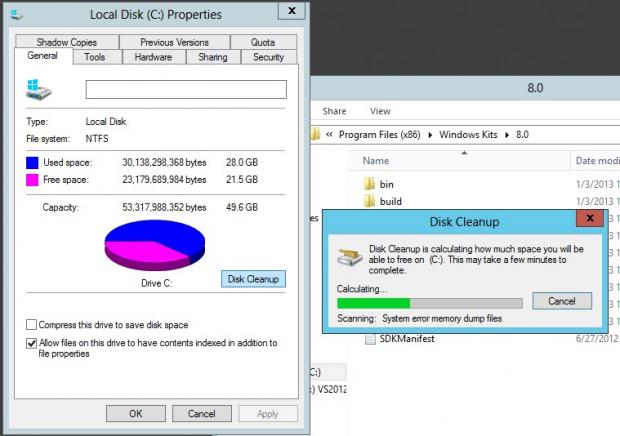 Local Disk (C:) Properties
x
Shadow Copies
Previous Versions
Quota
General
Tools
Hardware
Sharing
Security
Type:
Local Disk
File system:
NTFS
Used space:
30,138,298,368 bytes
28.0 GB
Free space:
23,179,689,984 bytes
21.5 GB
Capacity:
53,317,988,352 bytes
49.6 GB
Drive C:
Disk Cleanup
Compress this drive to save disk space
Allow files on this drive to have contents indexed in addition to
file properties
OK
Cancel
Apply
8.0
Share
View
« Program Files (x86) ▸ Windows Kits ▸ 8.0
Name
Date modi
bin
1/3/2013
build
1/3/2013
Disk Cleanup
x
Disk Cleanup is calculating how much space you will be
able to free on (C:). This may take a few minutes to
complete.
Calculating...
Cancel
Scanning: System error memory dump files
SDKManifest
6/27/2012
C:)
:) VS2012